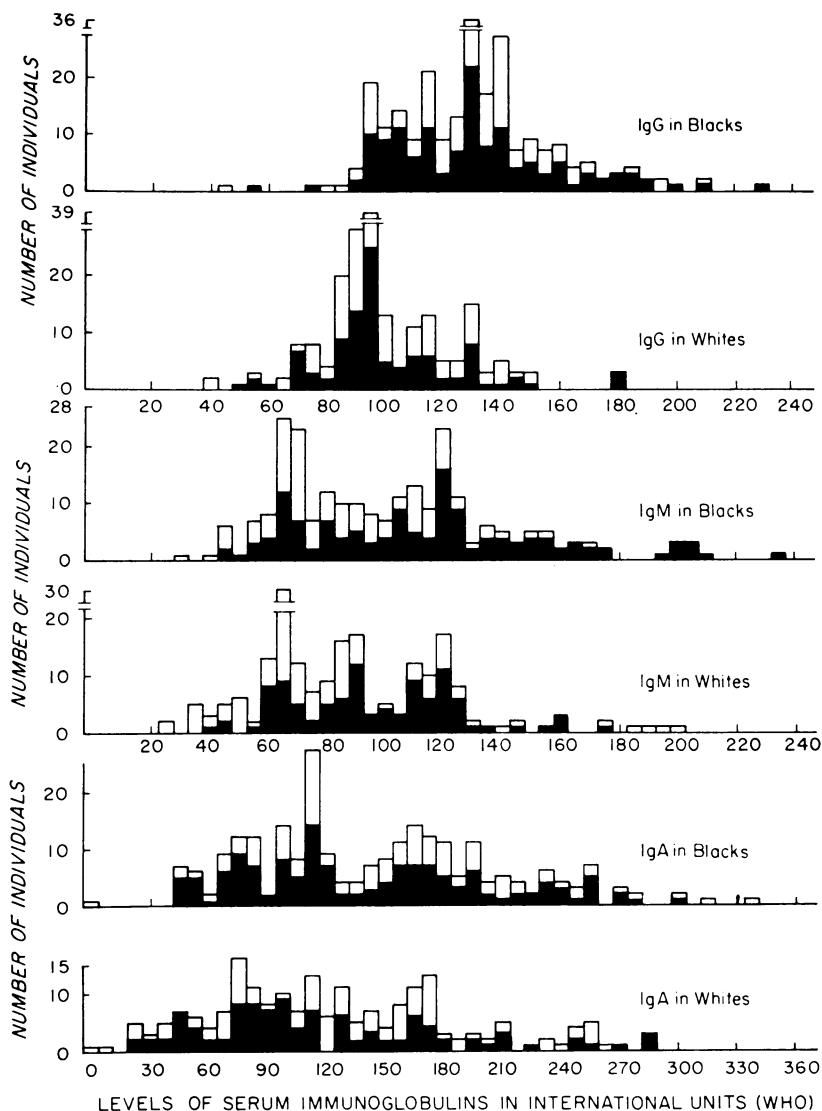 NUMBER OF INDIVIDUALS
36
20
10
0
IgG in Blacks
39
20
10
0
IgG in Whites
20 40 60 80 100 120 140 160 180 200 220 240
NUMBER OF INDIVIDUALS
28
20
10
0
IgM in Blacks
30
20
10
0
IgM in Whites
20 40 60 80 100 120 140 160 180 200 220 240
NUMBER OF INDIVIDUALS
20
10
0
IgA in Blacks
15
10
0
IgA in Whites
0 30 60 90 120 150 180 210 240 270 300 330 360
LEVELS OF SERUM IMMUNOGLOBULINS IN INTERNATIONAL UNITS (WHO)